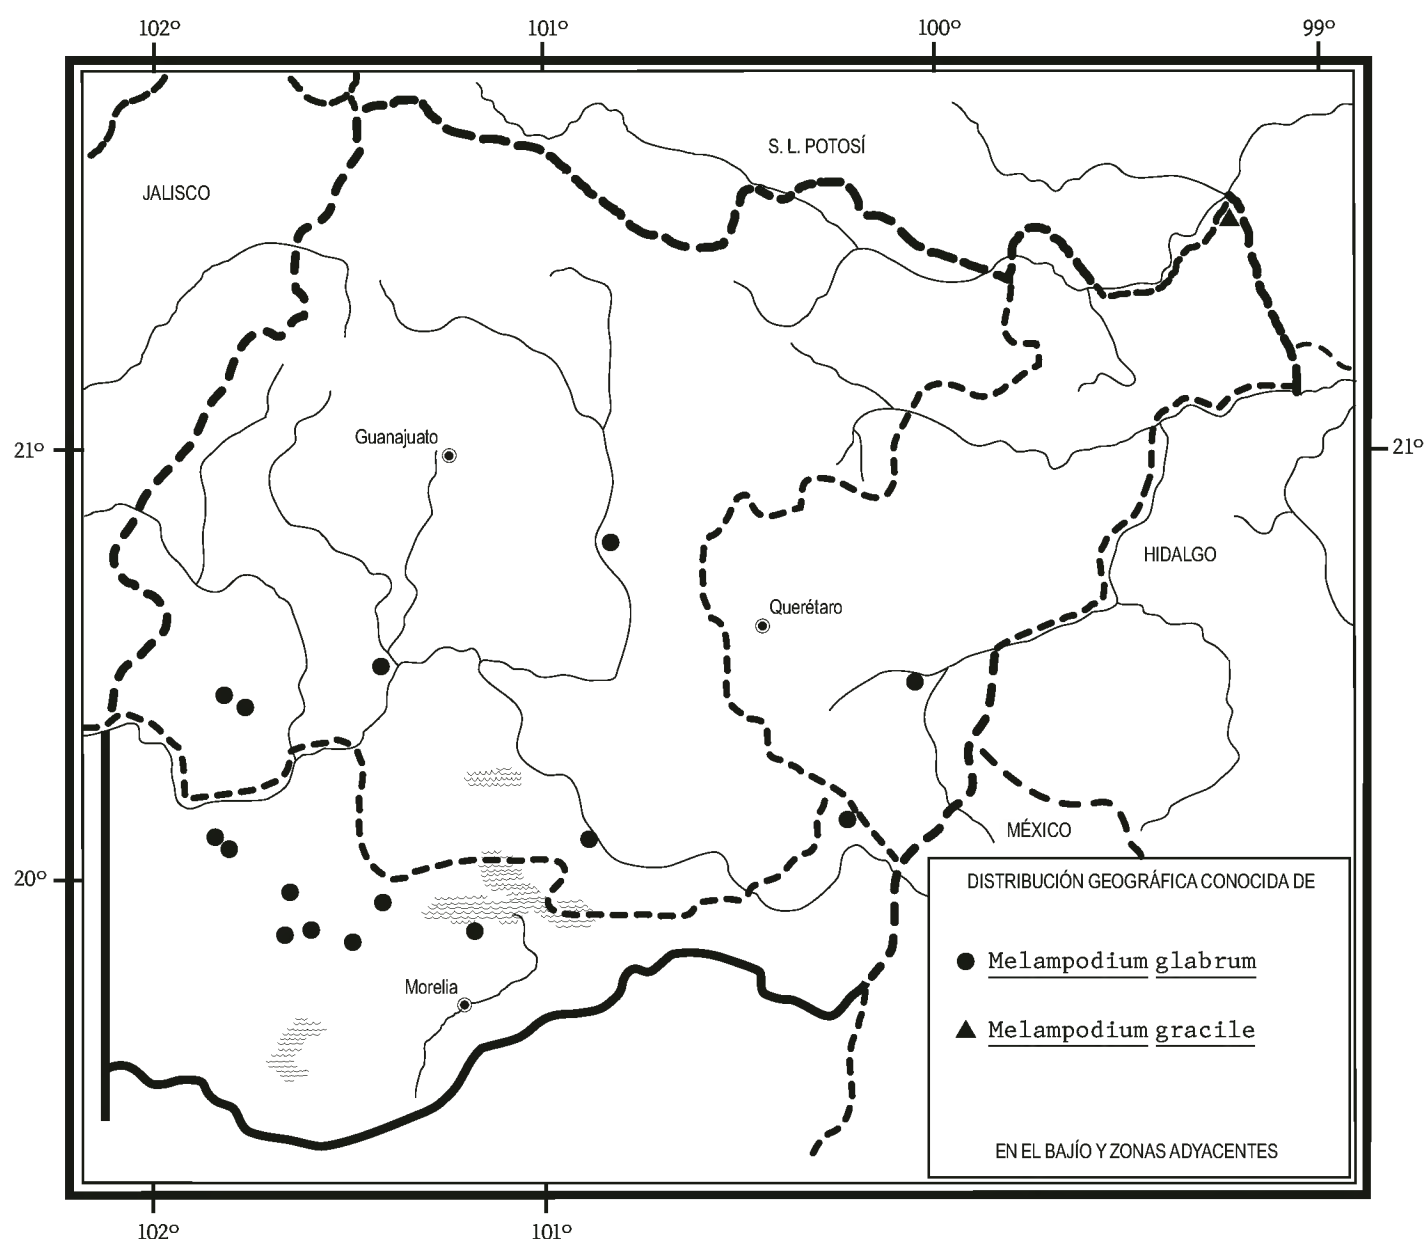 102º 101º 100º 99º
S. L. POTOSÍ
JALISCO
Guanajuato
21º 21º
HIDALGO
Querétaro
MÉXICO
20º
DISTRIBUCIÓN GEOGRÁFICA CONOCIDA DE
Melampodium glabrum
Morelia
Melampodium gracile
EN EL BAJÍO Y ZONAS ADYACENTES
102º 101º